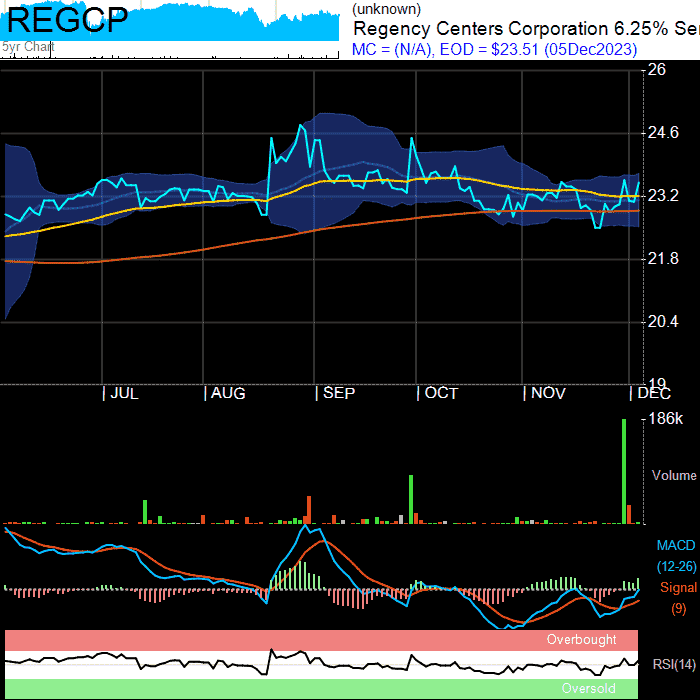 REGCP
5yr Chart
(unknown)
Regency Centers Corporation 6.25% Ser
MC = (N/A), EOD = $23.51 (05Dec2023)
26
24.6
23.2
21.8
20.4
19
JUL AUG SEP OCT NOV DEC
186k
Volume
MACD
(12-26)
Signal
(9)
Overbought
RSI(14)
Oversold